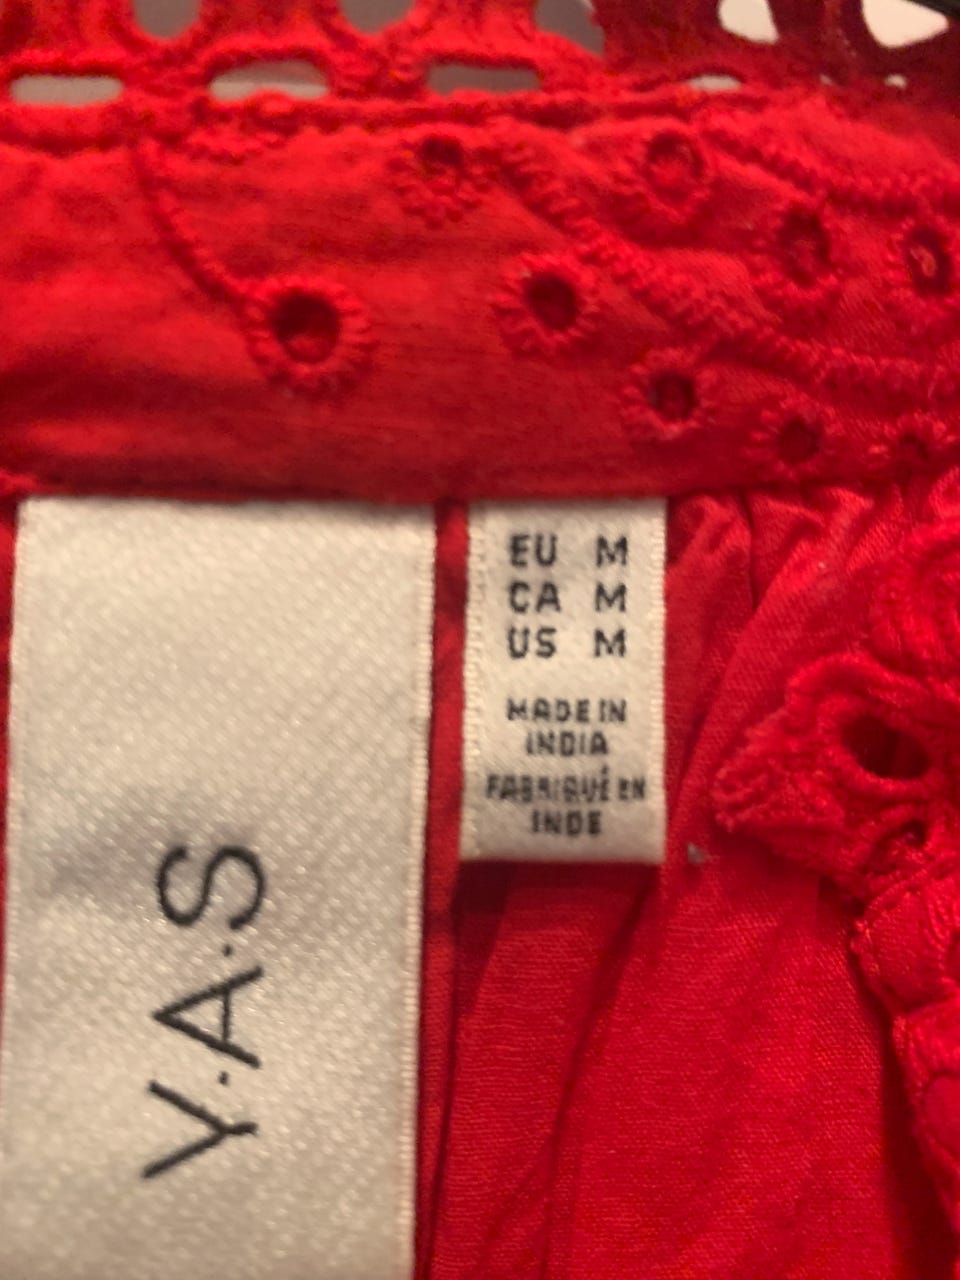 Y.A.S
EU M
CA M
US M
MADE IN
INDIA
FABRIQUÉ EN
INDE